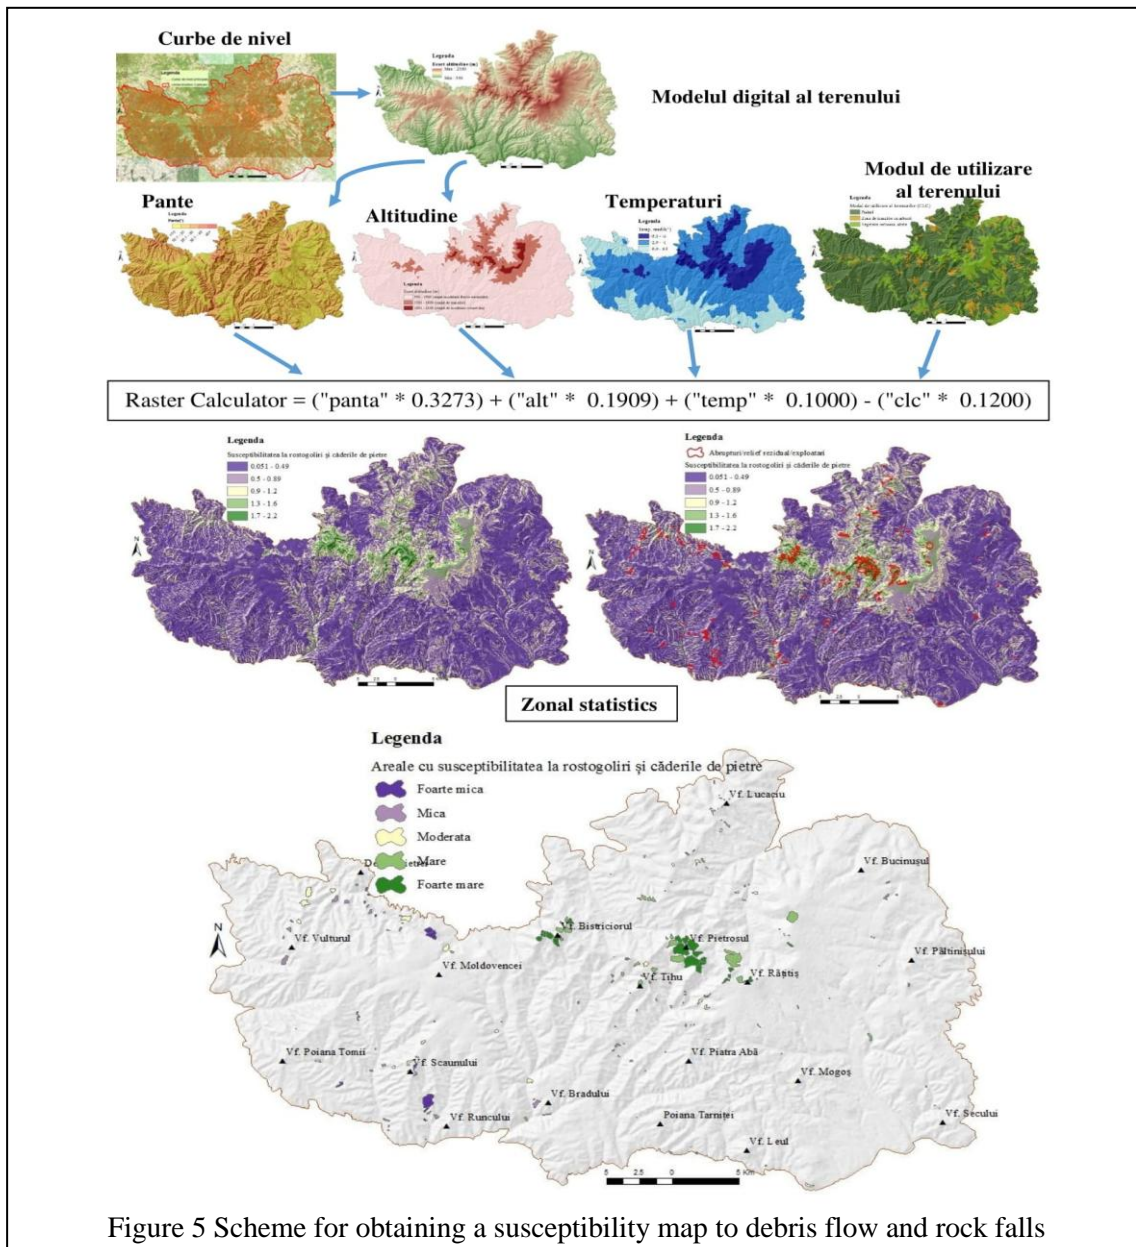 Curbe de nivel
Legenda
Legenda
Modelul digital al terenului
Modul de utilizare
al terenului
Pante
Altitudine
Temperaturi
Legenda
Legenda
Legenda
Legenda
Raster Calculator = ("panta" * 0.3273) + ("alt" * 0.1909) + ("temp" * 0.1000) - ("clc" * 0.1200)
Legenda
Susceptibilitatea la rostogoliri și căderile de pietre
0.051 - 0.49
0.5 - 0.89
0.9 - 1.2
1.3 - 1.6
1.7 - 2.2
N
Legenda
Abrupturi/relief rezidual/exploatari
Susceptibilitatea la rostogoliri și căderile de pietre
0.051 - 0.49
0.5 - 0.89
0.9 - 1.2
1.3 - 1.6
1.7 - 2.2
N
Zonal statistics
Legenda
Areale cu susceptibilitatea la rostogoliri și căderile de pietre
Foarte mica
Mica
Moderata
Mare
Foarte mare
Vf. Lucaciu
Vf. Bucinușul
Vf. Bistriciorul
N
Vf. Vulturul
Vf. Pietrosul
Vf. Păltinișului
Vf. Moldovencei
Vf. Tihu
Vf. Rățitiș
Vf. Poiana Tomii
Vf. Scaunului
Vf. Piatra Abă
Vf. Mogoș
Vf. Bradului
Vf. Runcului
Poiana Tarniței
Vf. Secului
Vf. Leul
5 2.5 0 5 Km
Figure 5 Scheme for obtaining a susceptibility map to debris flow and rock falls